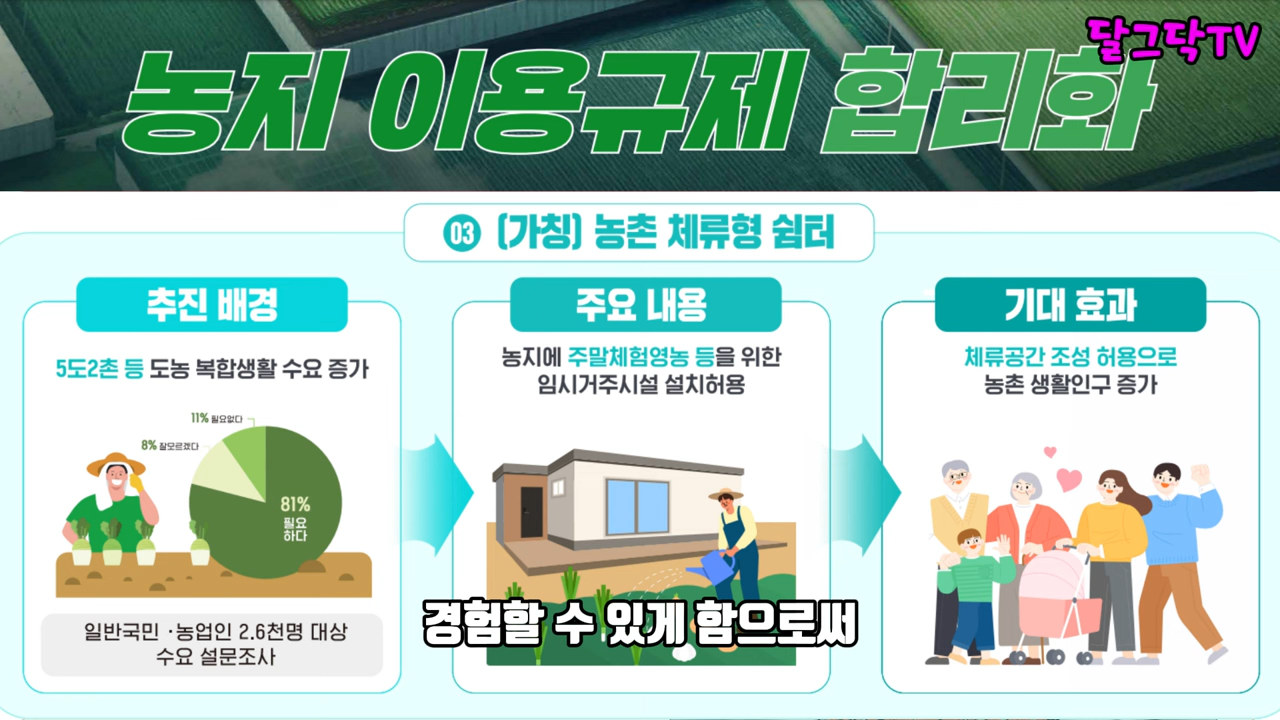 달그닥TV
농지 이용규제 합리화
03 (가칭) 농촌 체류형 쉼터
추진 배경
5도2촌 등 도농 복합생활 수요 증가
11% 필요없다
8% 잘모르겠다
81%
필요
하다
일반국민·농업인 2.6천명 대상
수요 설문조사
주요 내용
농지에 주말체험영농 등을 위한
임시거주시설 설치허용
기대 효과
체류공간 조성 허용으로
농촌 생활인구 증가
경험할 수 있게 함으로써